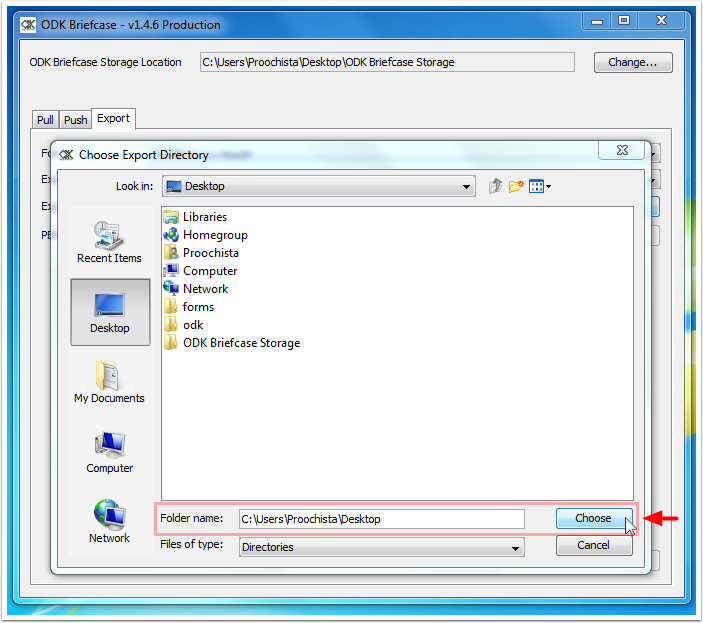 ODK Briefcase - v1.4.6 Production
ODK Briefcase Storage Location
C:\Users\Proochista\Desktop\ODK Briefcase Storage
Change...
Pull
Push
Export
Choose Export Directory
Look in:
Desktop
Recent Items
Desktop
My Documents
Computer
Network
Libraries
Homegroup
Proochista
Computer
Network
forms
odk
ODK Briefcase Storage
Folder name:
C:\Users\Proochista\Desktop
Choose
Files of type:
Directories
Cancel